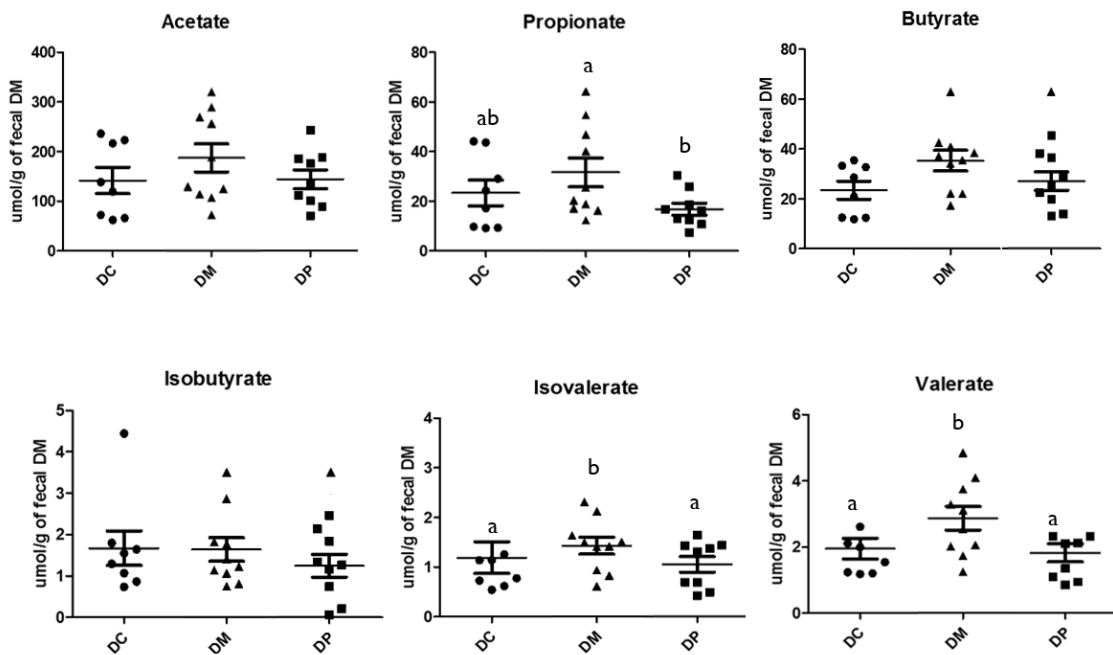 Acetate
umol/g of fecal DM
400
300
200
100
0
DC
DM
DP
Propionate
umol/g of fecal DM
80
60
40
20
0
ab
a
b
DC
DM
DP
Butyrate
umol/g of fecal DM
80
60
40
20
0
DC
DM
DP
Isobutyrate
umol/g of fecal DM
5
4
3
2
1
0
DC
DM
DP
Isovalerate
umol/g of fecal DM
4
3
2
1
0
a
b
a
DC
DM
DP
Valerate
umol/g of fecal DM
6
4
2
0
a
b
a
DC
DM
DP